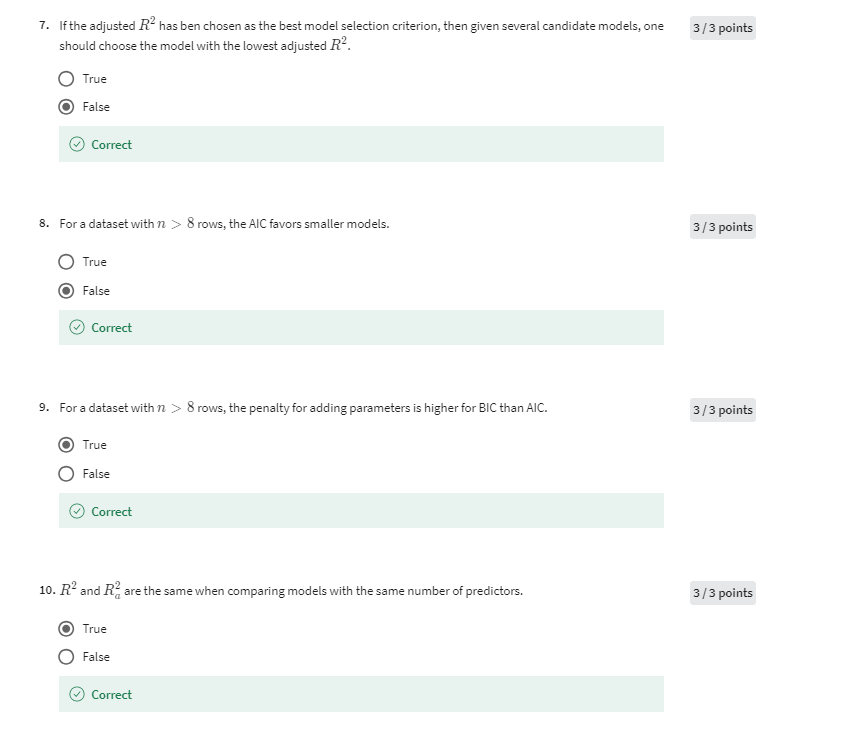 7. If the adjusted R² has ben chosen as the best model selection criterion, then given several candidate models, one
3 / 3 points
should choose the model with the lowest adjusted R².
True
False
Correct
8. For a dataset with n > 8 rows, the AIC favors smaller models.
3 / 3 points
True
False
Correct
9. For a dataset with n > 8 rows, the penalty for adding parameters is higher for BIC than AIC.
3 / 3 points
True
False
Correct
10. R² and R²ₐ are the same when comparing models with the same number of predictors.
3 / 3 points
True
False
Correct